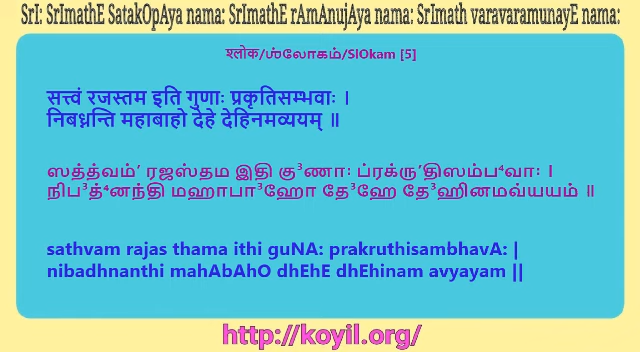 SrI: SrImathE SatakOpAya nama: SrImathE rAmAnujAya nama: SrImath varavaramunayE nama:
श्लोक/ஶ்லோகம்/SlOkam [5]
सत्त्वं रजस्तम इति गुणाः प्रकृतिसम्भवाः ।
निबध्नन्ति महाबाहो देहे देहिनमव्ययम् ॥
ஸத்த்வம்ʼ ரஜஸ்தம இதி கு³ணா​: ப்ரக்ருʼதிஸம்ப⁴வா​: ।
நிப³த்⁴னந்தி மஹாபா³ஹோ தே³ஹே தே³ஹினமவ்யயம் ॥
sathvam rajas thama ithi guNA: prakruthisambhavA: |
nibadhnanthi mahAbAhO dhEhE dhEhinam avyayam ||
http://koyil.org/